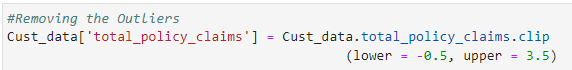 #Removing the Outliers
Cust_data['total_policy_claims'] = Cust_data.total_policy_claims.clip
(lower = -0.5, upper = 3.5)